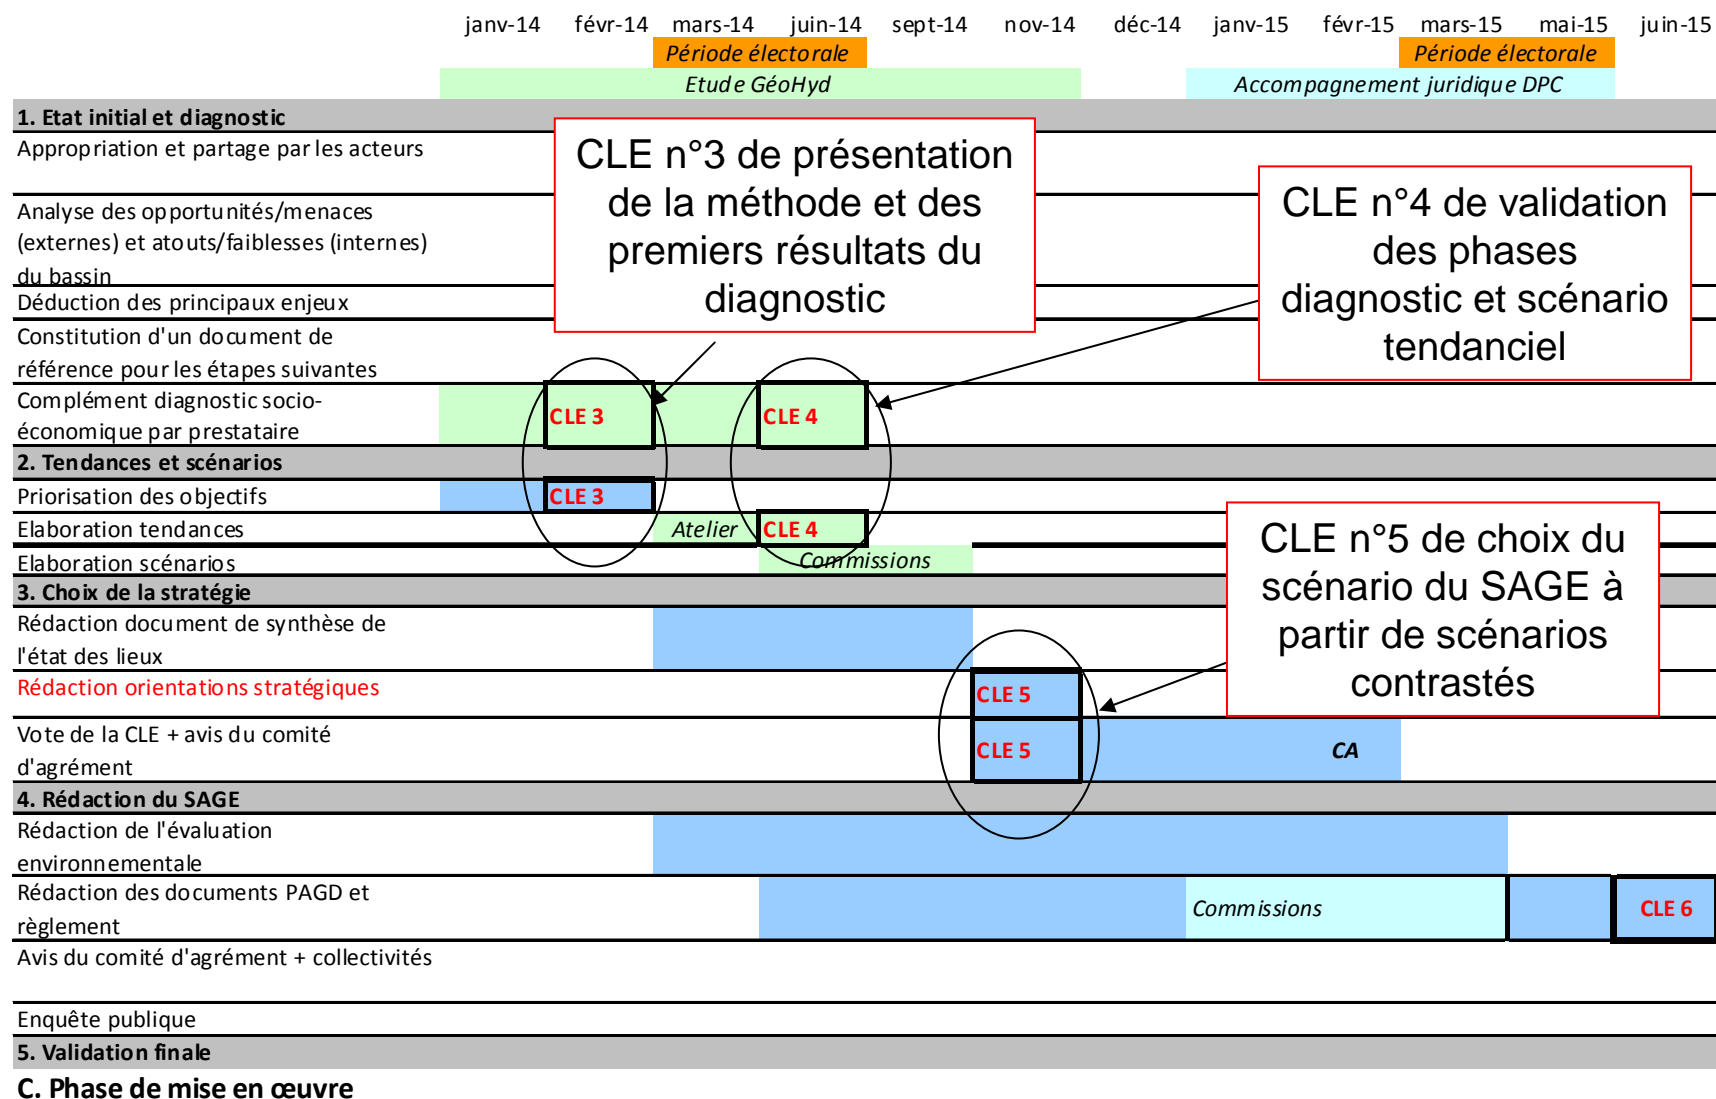 janv-14 févr-14 mars-14 juin-14 sept-14 nov-14 déc-14 janv-15 févr-15 mars-15 mai-15 juin-15
Période électorale Période électorale
Etude GéoHyd Accompagnement juridique DPC
1. Etat initial et diagnostic
Appropriation et partage par les acteurs
Analyse des opportunités/menaces
(externes) et atouts/faiblesses (internes)
du bassin
Déduction des principaux enjeux
Constitution d'un document de
référence pour les étapes suivantes
Complément diagnostic socio-
économique par prestataire
CLE 3 CLE 4
CLE n°3 de présentation
de la méthode et des
premiers résultats du
diagnostic
CLE n°4 de validation
des phases
diagnostic et scénario
tendanciel
2. Tendances et scénarios
Priorisation des objectifs CLE 3
Elaboration tendances Atelier CLE 4
Elaboration scénarios Commissions
CLE n°5 de choix du
scénario du SAGE à
partir de scénarios
contrastés
3. Choix de la stratégie
Rédaction document de synthèse de
l'état des lieux
Rédaction orientations stratégiques CLE 5
Vote de la CLE + avis du comité
d'agrément
CLE 5 CA
4. Rédaction du SAGE
Rédaction de l'évaluation
environnementale
Rédaction des documents PAGD et
règlement
Commissions CLE 6
Avis du comité d'agrément + collectivités
Enquête publique
5. Validation finale
C. Phase de mise en œuvre